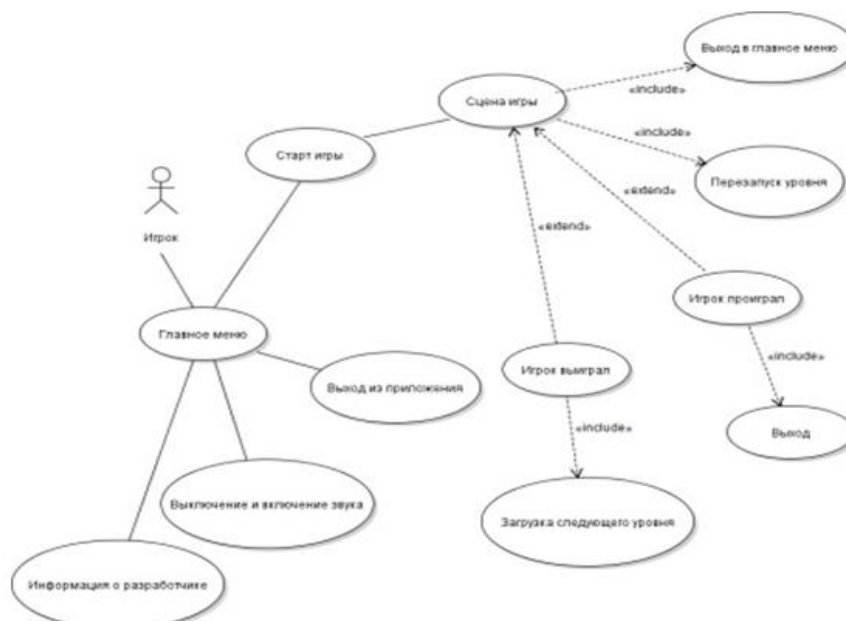 Выход в главное меню
«include»
Сцена игры
«include»
Старт игры
Перезапуск уровня
«extend»
«extend»
Игрок
Игрок проиграл
Главное меню
«include»
Игрок выиграл
Выход из приложения
«include»
Выход
Выключение и включение звука
Загрузка следующего уровня
Информация о разработчике